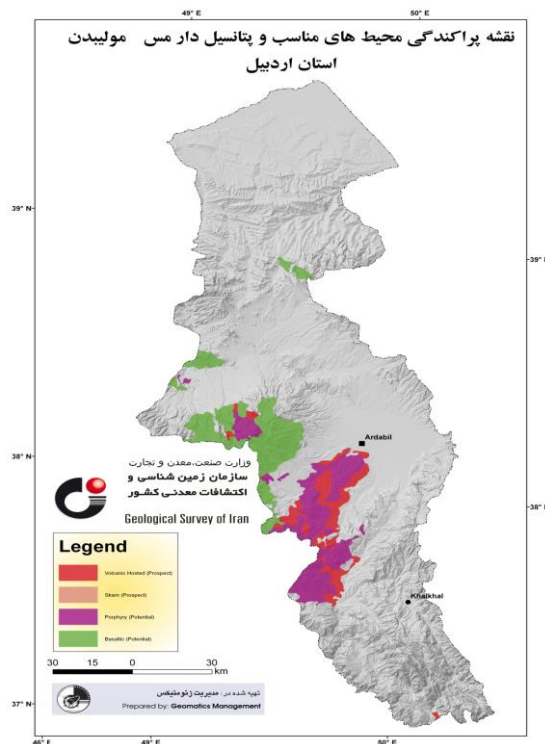 49° E
50° E
نقشه پراکندگی محیط های مناسب و پتانسیل دار مس مولیبدن
استان اردبیل
39° N
39° N
Ardabil
38° N
38° N
وزارت صنعت،معدن و تجارت
سازمان زمین شناسی و
اکتشافات معدنی کشور
Geological Survey of Iran
Legend
Volcanic Hosted (Prospect)
Skarn (Prospect)
Porphyry (Potential)
Basaltic (Potential)
Khalkhal
30 15 0 30
km
تهیه شده در: مدیریت ژئومتیکس
Prepared by: Geomatics Management
37° N
49° E
50° E